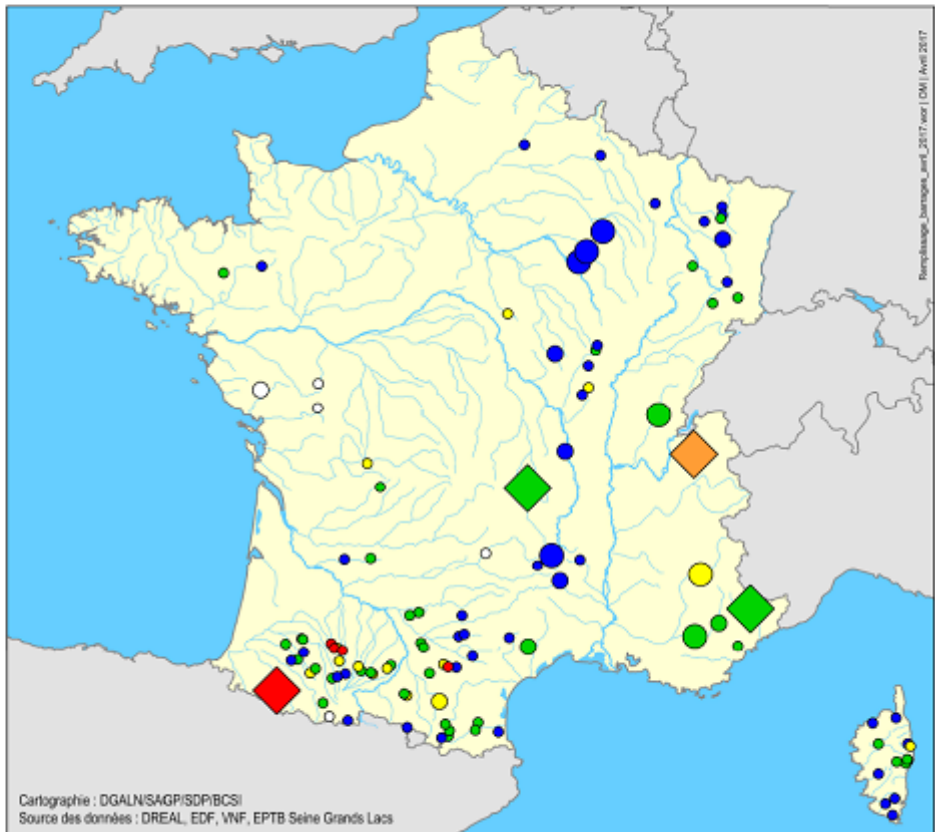 Remplissage_barrages_avril_2017.wor | OM | Avril 2017
Cartographie : DGALN/SAGP/SDP/BCSI
Source des données : DREAL, EDF, VNF, EPTB Seine Grands Lacs